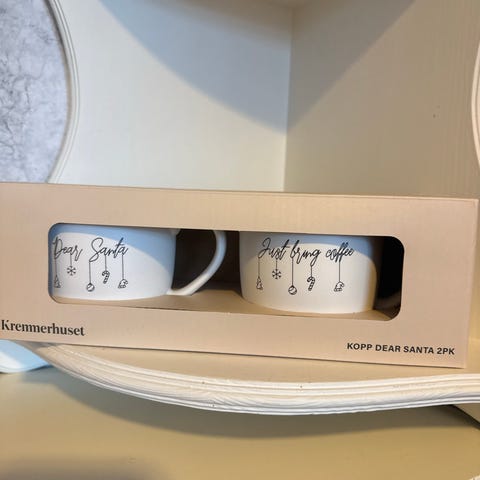 Dear Santa
Just bring coffee
Kremmerhuset
KOPP DEAR SANTA 2PK